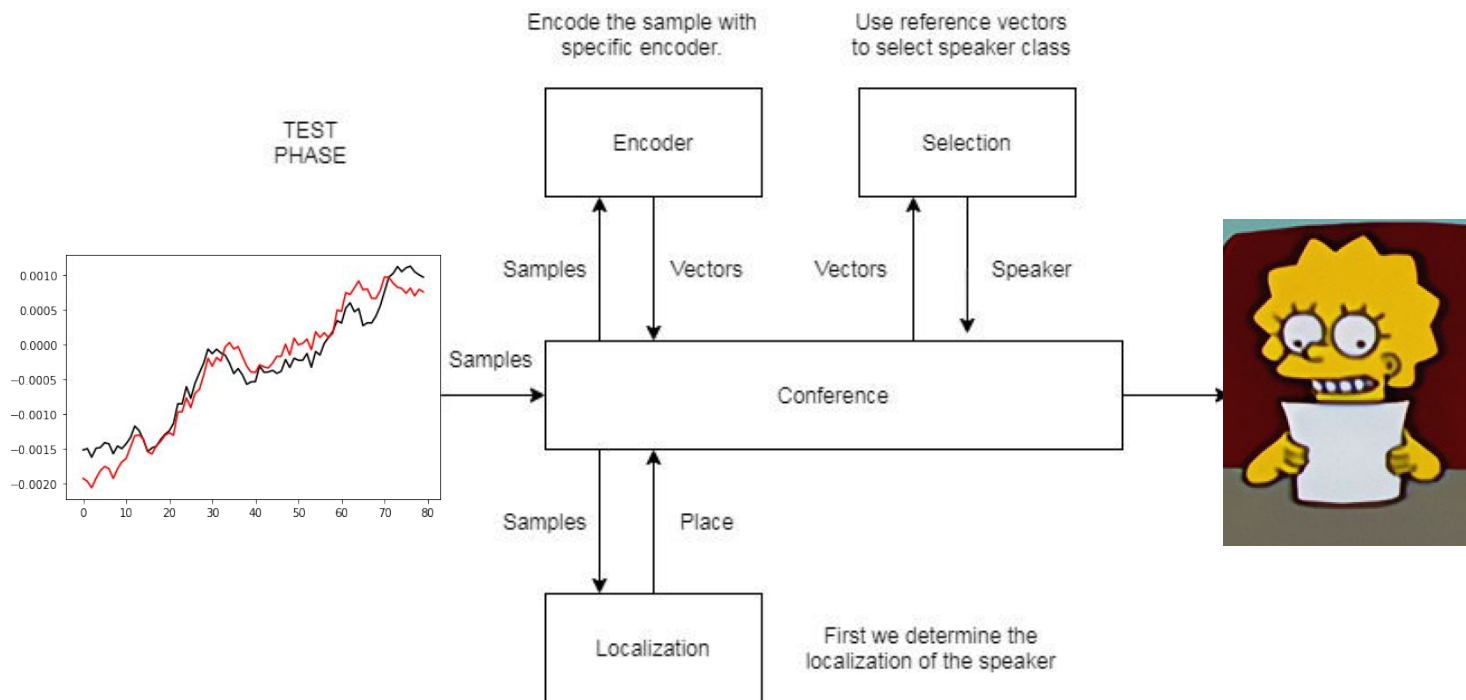 Encode the sample with
specific encoder.
Use reference vectors
to select speaker class
TEST
PHASE
Encoder
Selection
Samples
Vectors
Vectors
Speaker
0.0010
0.0005
0.0000
−0.0005
−0.0010
−0.0015
−0.0020
0 10 20 30 40 50 60 70 80
Samples
Conference
Samples
Place
Localization
First we determine the
localization of the speaker